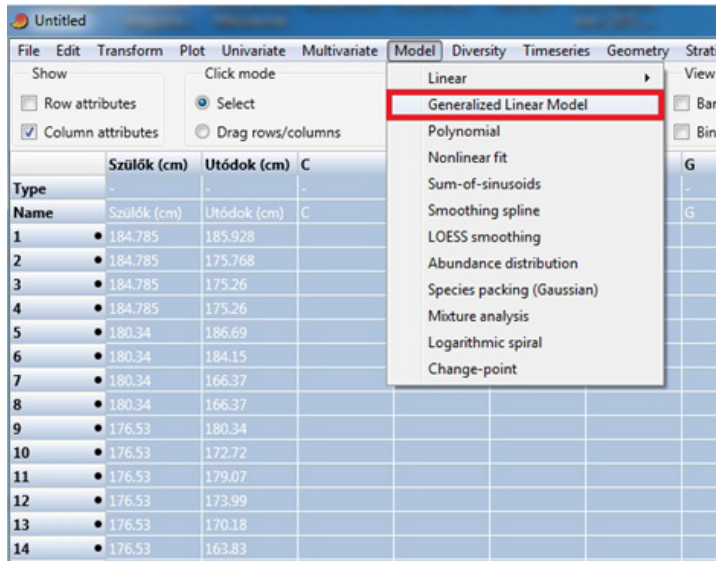 Untitled
File Edit Transform Plot Univariate Multivariate Model Diversity Timeseries Geometry Strati
Show Click mode View
Row attributes Select Bar
Column attributes Drag rows/columns Bin
Linear
Generalized Linear Model
Polynomial
Nonlinear fit
Sum-of-sinusoids
Smoothing spline
LOESS smoothing
Abundance distribution
Species packing (Gaussian)
Mixture analysis
Logarithmic spiral
Change-point
Szülők (cm) Utódok (cm) C G
Type - - - -
Name Szülők (cm) Utódok (cm) C G
1 184.785 185.928
2 184.785 175.768
3 184.785 175.26
4 184.785 175.26
5 180.34 186.69
6 180.34 184.15
7 180.34 166.37
8 180.34 166.37
9 176.53 180.34
10 176.53 172.72
11 176.53 179.07
12 176.53 173.99
13 176.53 170.18
14 176.53 163.83